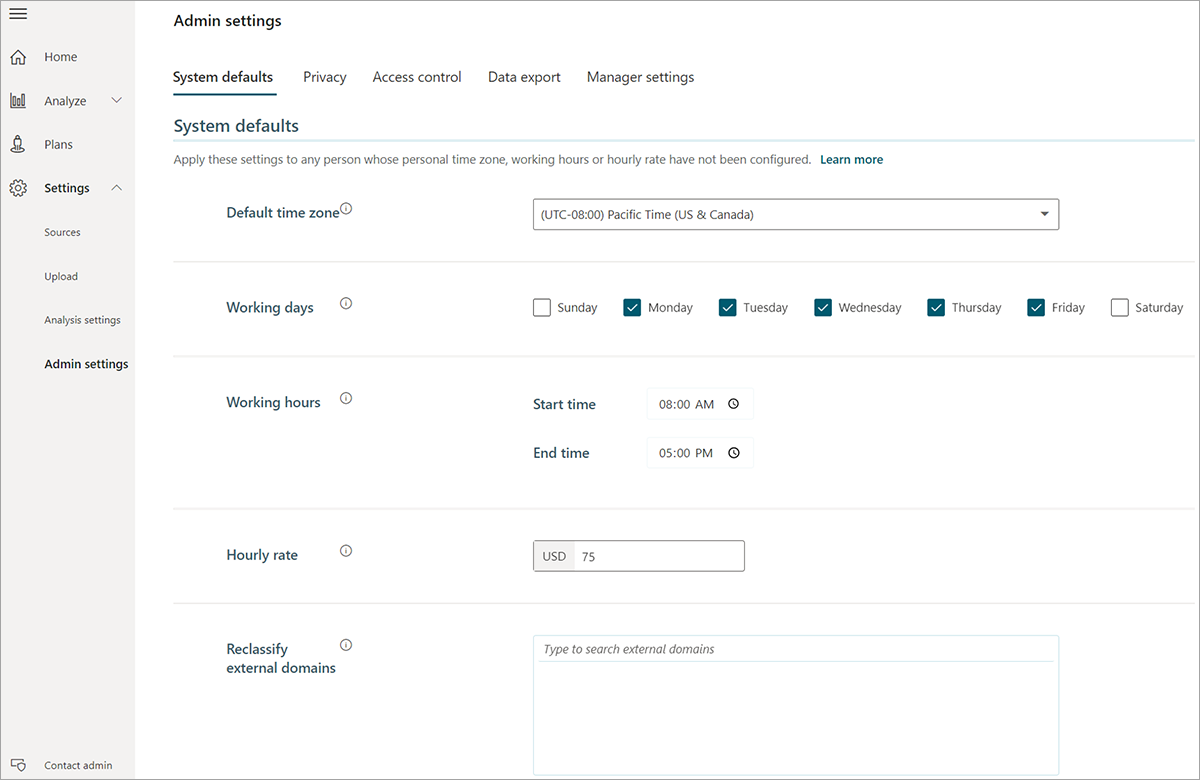 Admin settings
Home
Analyze
Plans
Settings
Sources
Upload
Analysis settings
Admin settings
Contact admin
System defaults Privacy Access control Data export Manager settings
System defaults
Apply these settings to any person whose personal time zone, working hours or hourly rate have not been configured. Learn more
Default time zone (UTC-08:00) Pacific Time (US & Canada)
Working days Sunday Monday Tuesday Wednesday Thursday Friday Saturday
Working hours Start time 08:00 AM
End time 05:00 PM
Hourly rate USD 75
Reclassify Type to search external domains
external domains